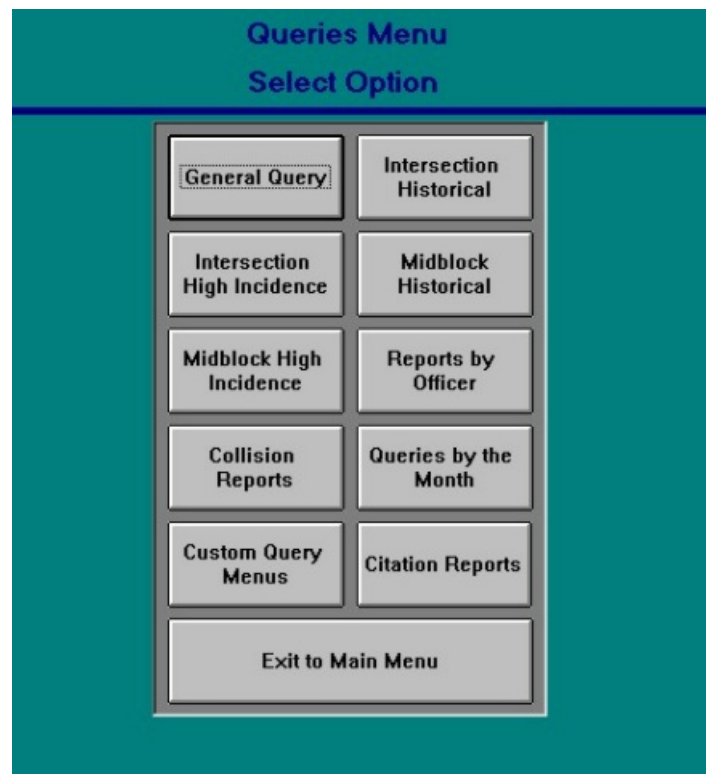 Queries Menu
Select Option
General Query
Intersection
Historical
Intersection
High Incidence
Midblock
Historical
Midblock High
Incidence
Reports by
Officer
Collision
Reports
Queries by the
Month
Custom Query
Menus
Citation Reports
Exit to Main Menu